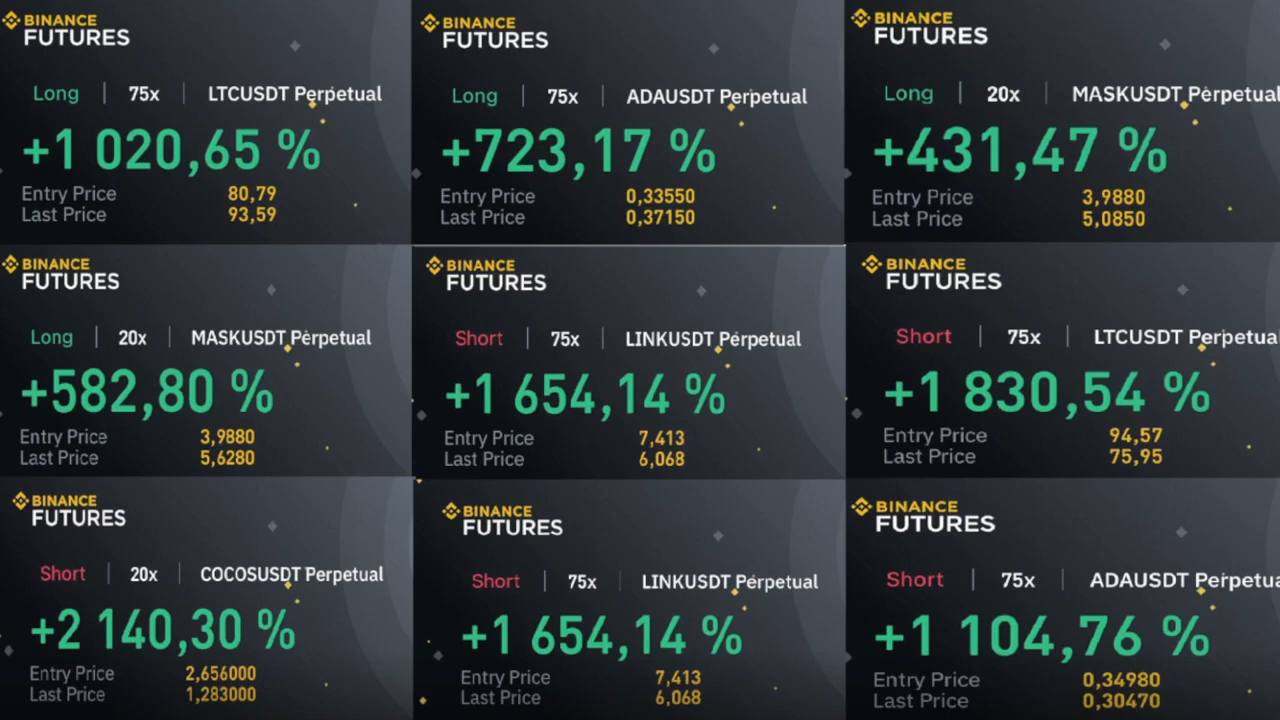 BINANCE
FUTURES
Long | 75x | LTCUSDT Perpetual
+1 020,65 %
Entry Price 80,79
Last Price 93,59
BINANCE
FUTURES
Long | 75x | ADAUSDT Perpetual
+723,17 %
Entry Price 0,33550
Last Price 0,37150
BINANCE
FUTURES
Long | 20x | MASKUSDT Perpetual
+431,47 %
Entry Price 3,9880
Last Price 5,0850
BINANCE
FUTURES
Long | 20x | MASKUSDT Perpetual
+582,80 %
Entry Price 3,9880
Last Price 5,6280
BINANCE
FUTURES
Short | 75x | LINKUSDT Perpetual
+1 654,14 %
Entry Price 7,413
Last Price 6,068
BINANCE
FUTURES
Short | 75x | LTCUSDT Perpetua
+1 830,54 %
Entry Price 94,57
Last Price 75,95
BINANCE
FUTURES
Short | 20x | COCOSUSDT Perpetual
+2 140,30 %
Entry Price 2,656000
Last Price 1,283000
BINANCE
FUTURES
Short | 75x | LINKUSDT Perpetual
+1 654,14 %
Entry Price 7,413
Last Price 6,068
BINANCE
FUTURES
Short | 75x | ADAUSDT Perpetua
+1 104,76 %
Entry Price 0,34980
Last Price 0,30470